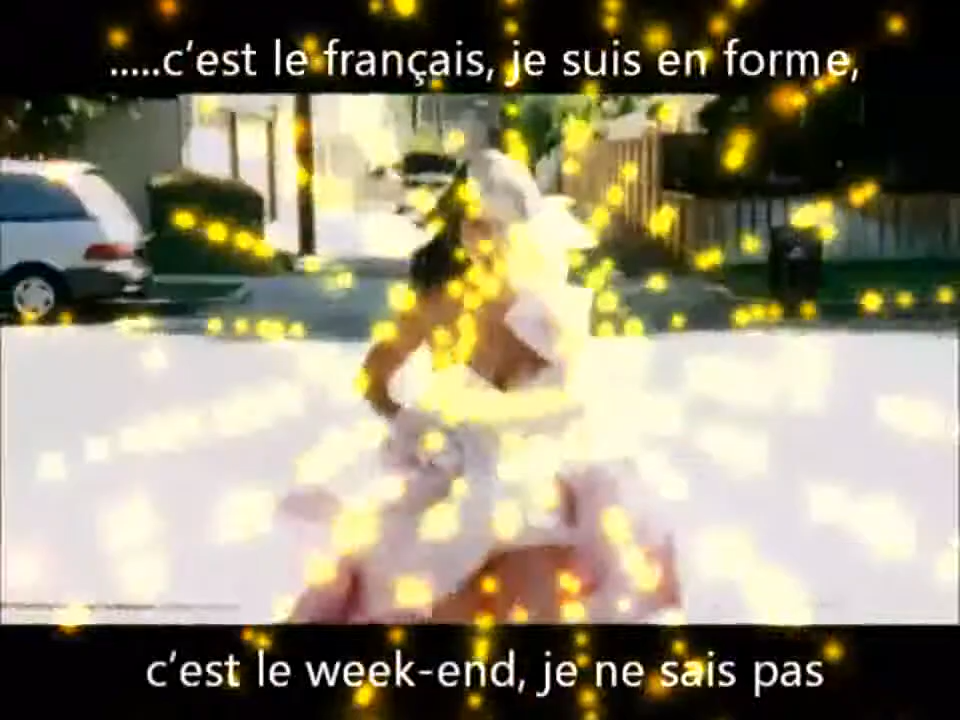 .....c’est le français, je suis en forme,
c’est le week-end, je ne sais pas